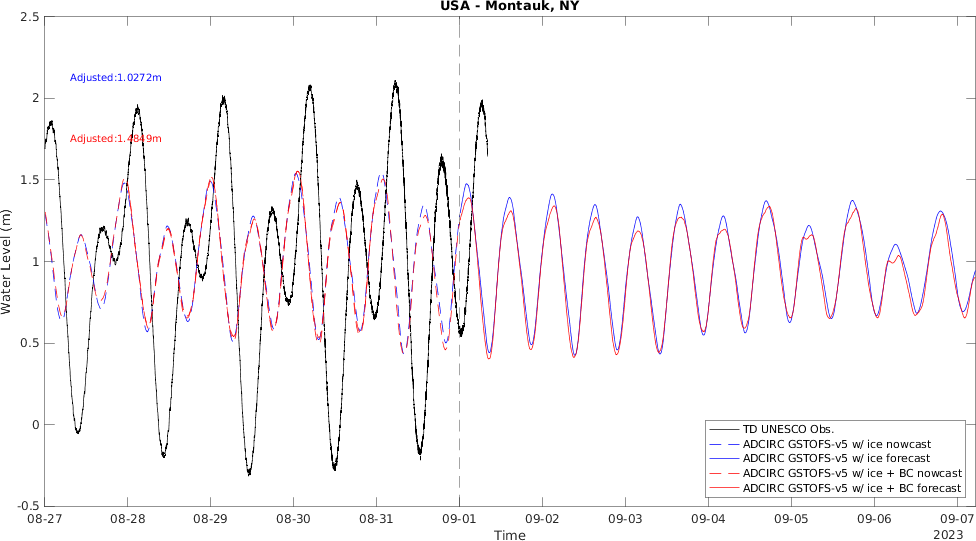 USA - Montauk, NY
2.5
2
1.5
1
0.5
0
-0.5
Water Level (m)
Adjusted:1.0272m
Adjusted:1.4849m
TD UNESCO Obs.
ADCIRC GSTOFS-v5 w/ ice nowcast
ADCIRC GSTOFS-v5 w/ ice forecast
ADCIRC GSTOFS-v5 w/ice + BC nowcast
ADCIRC GSTOFS-v5 w/ice + BC forecast
08-27 08-28 08-29 08-30 08-31 09-01 09-02 09-03 09-04 09-05 09-06 09-07
Time
2023